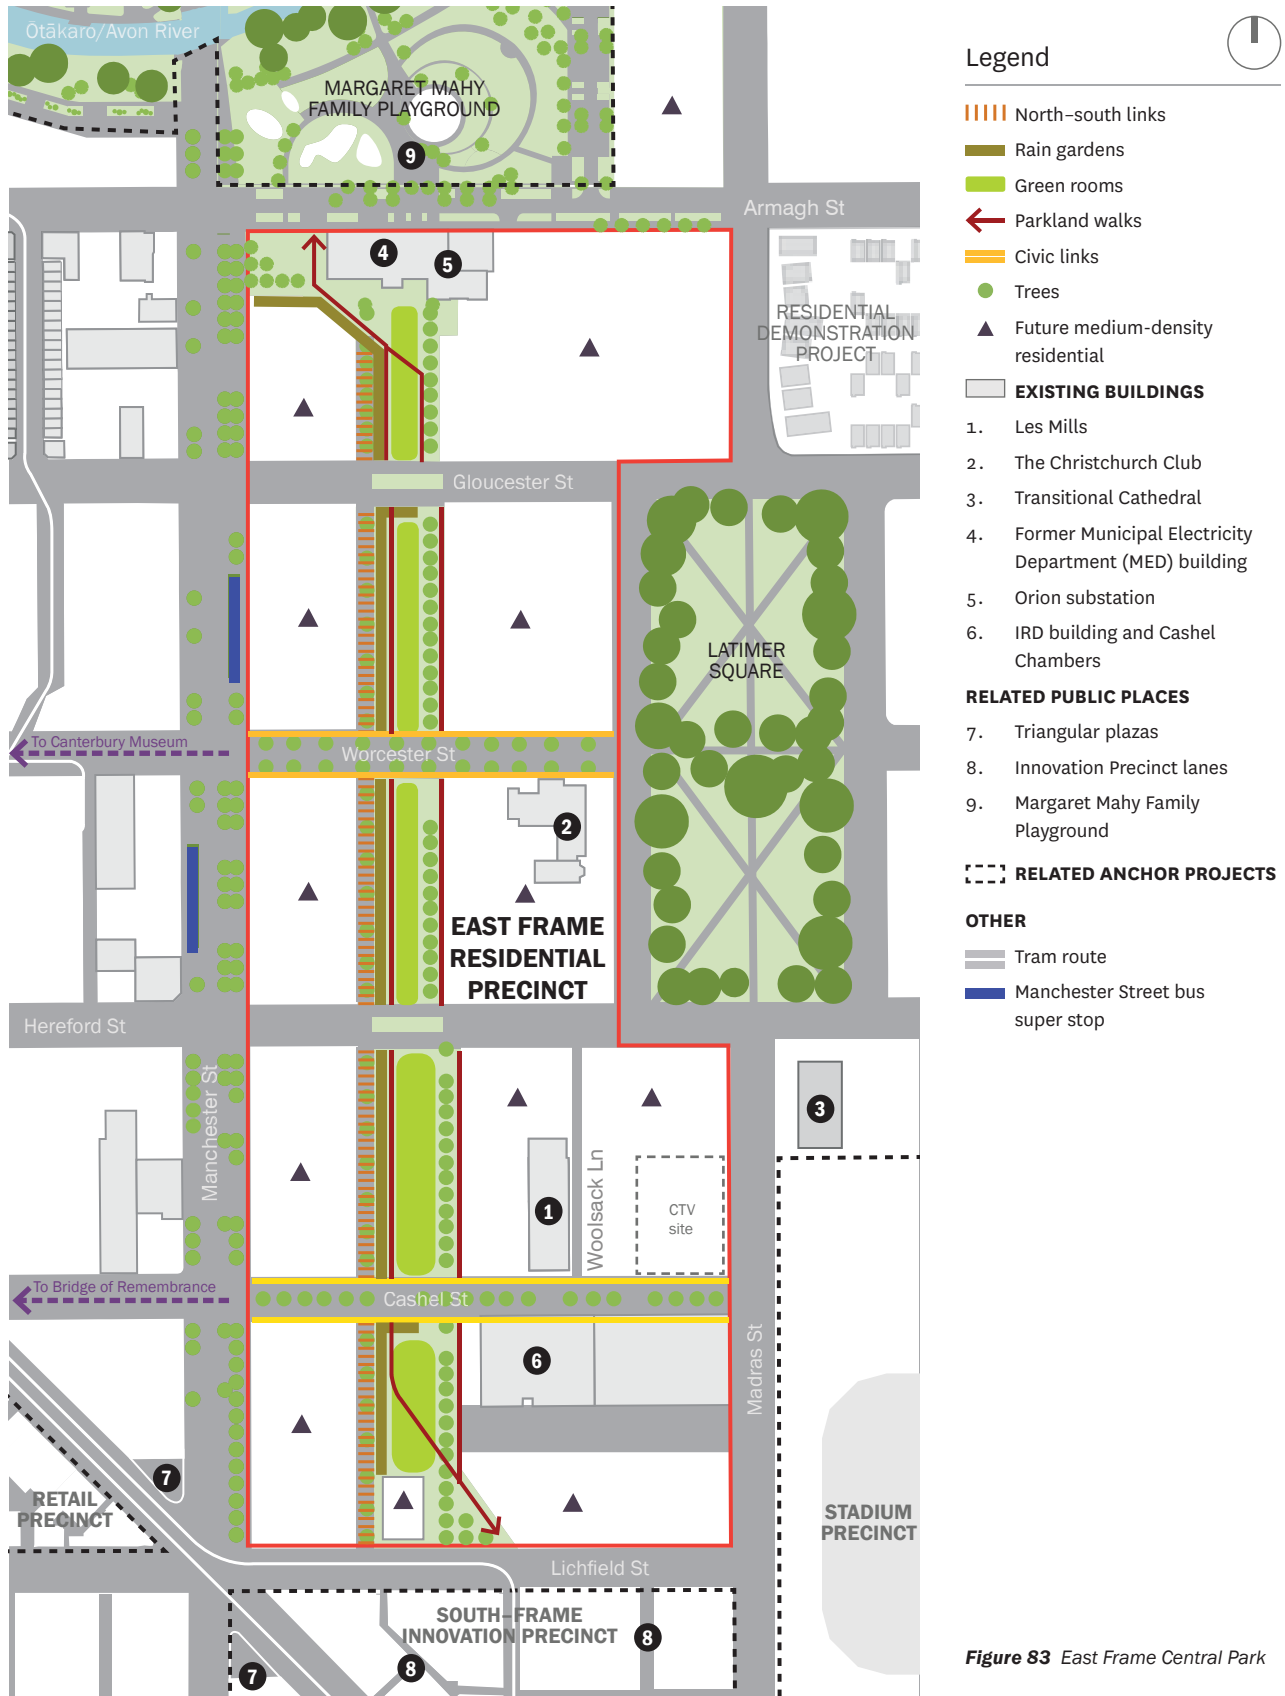 Ōtākaro/Avon River
MARGARET MAHY
FAMILY PLAYGROUND
9
Armagh St
4
5
RESIDENTIAL
DEMONSTRATION
PROJECT
Gloucester St
LATIMER
SQUARE
To Canterbury Museum
Worcester St
2
EAST FRAME
RESIDENTIAL
PRECINCT
Hereford St
Manchester St
3
1
Woolsack Ln
CTV
site
To Bridge of Remembrance
Cashel St
6
Madras St
7
RETAIL
PRECINCT
STADIUM
PRECINCT
Lichfield St
SOUTH-FRAME
INNOVATION PRECINCT
8
8
7
Legend
North-south links
Rain gardens
Green rooms
Parkland walks
Civic links
Trees
Future medium-density
residential
EXISTING BUILDINGS
1. Les Mills
2. The Christchurch Club
3. Transitional Cathedral
4. Former Municipal Electricity
Department (MED) building
5. Orion substation
6. IRD building and Cashel
Chambers
RELATED PUBLIC PLACES
7. Triangular plazas
8. Innovation Precinct lanes
9. Margaret Mahy Family
Playground
RELATED ANCHOR PROJECTS
OTHER
Tram route
Manchester Street bus
super stop
Figure 83 East Frame Central Park